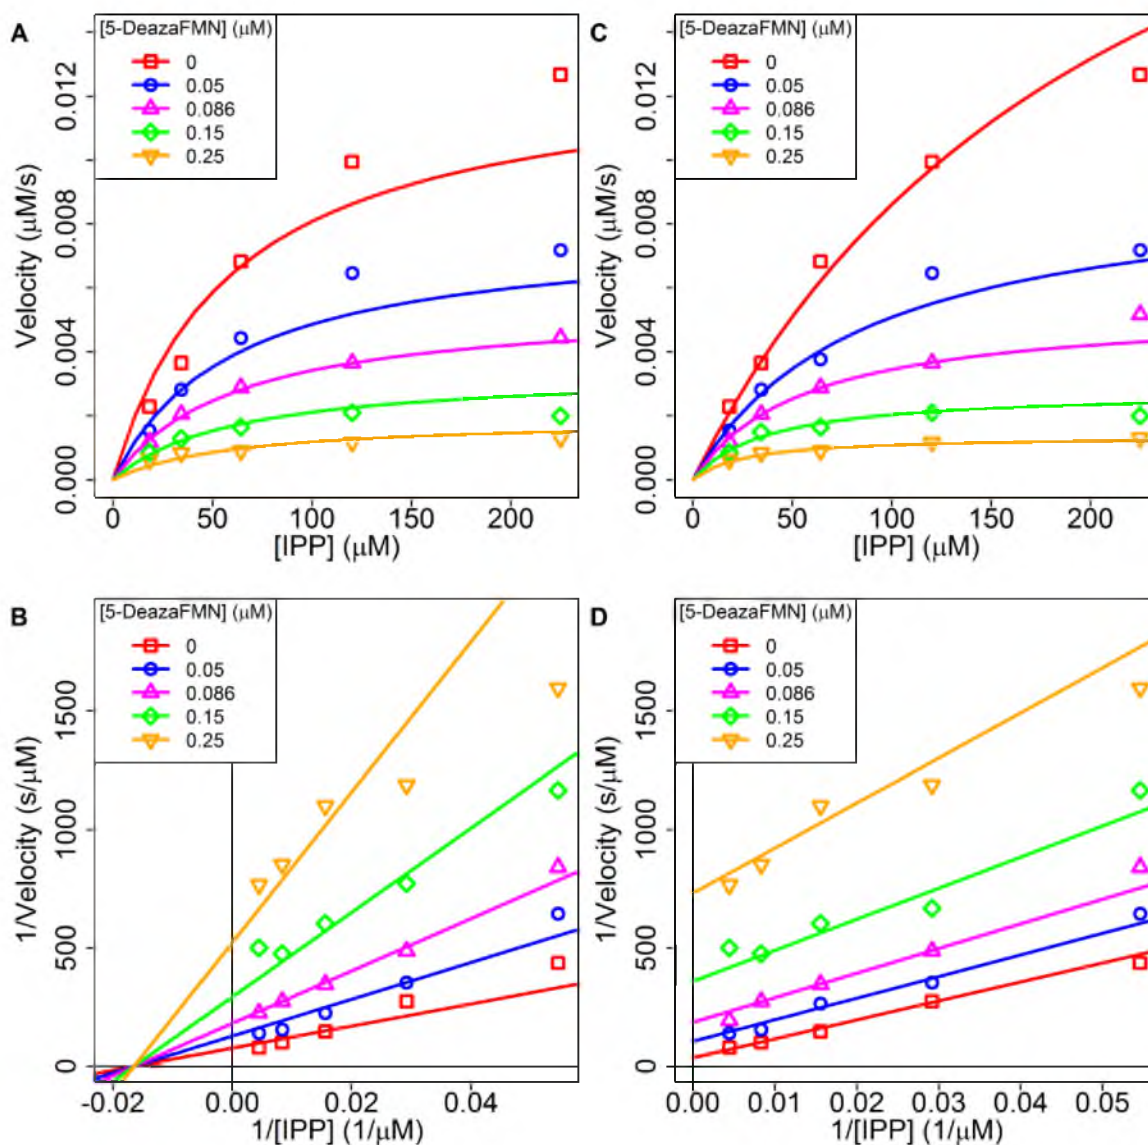 A
[5-DeazaFMN] (μM)
0
0.05
0.086
0.15
0.25
Velocity (μM/s)
0.012
0.008
0.004
0.000
0 50 100 150 200
[IPP] (μM)
C
[5-DeazaFMN] (μM)
0
0.05
0.086
0.15
0.25
Velocity (μM/s)
0.012
0.008
0.004
0.000
0 50 100 150 200
[IPP] (μM)
B
[5-DeazaFMN] (μM)
0
0.05
0.086
0.15
0.25
1/Velocity (s/μM)
1500
1000
500
0
-0.02 0.00 0.02 0.04
1/[IPP] (1/μM)
D
[5-DeazaFMN] (μM)
0
0.05
0.086
0.15
0.25
1/Velocity (s/μM)
1500
1000
500
0
0.00 0.01 0.02 0.03 0.04 0.05
1/[IPP] (1/μM)